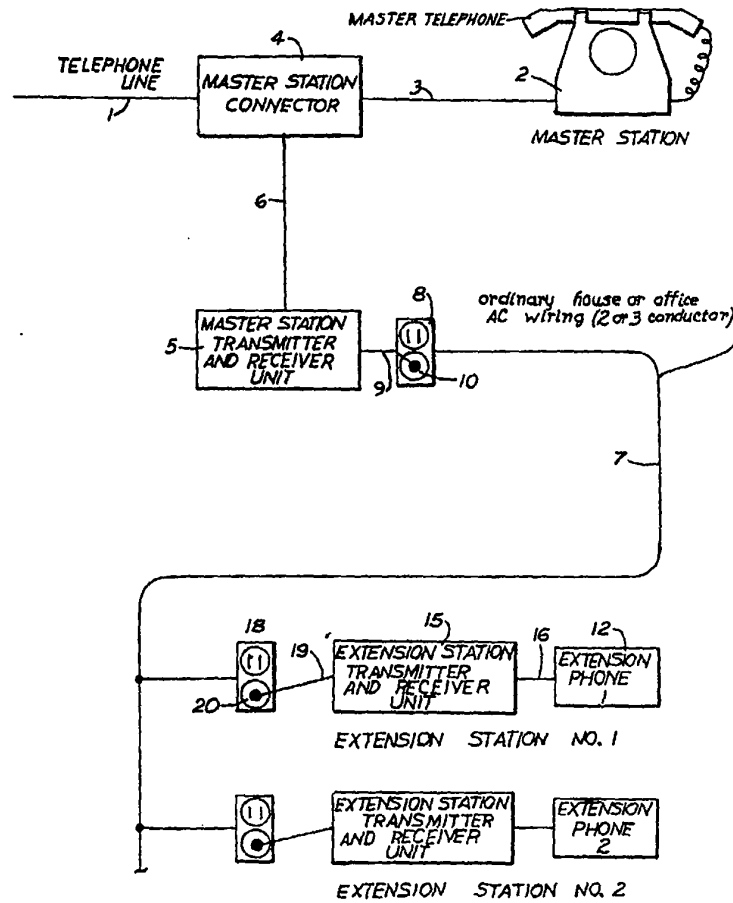 MASTER TELEPHONE
4
TELEPHONE
LINE
MASTER STATION
CONNECTOR
2
1
3
MASTER STATION
6
8
ordinary house or office
AC wiring (2 or 3 conductor)
5
MASTER STATION
TRANSMITTER
AND RECEIVER
UNIT
9
10
7
18
15
12
19
16
20
EXTENSION STATION
TRANSMITTER
AND RECEIVER
UNIT
EXTENSION
PHONE
1
EXTENSION STATION NO. 1
EXTENSION STATION
TRANSMITTER
AND RECEIVER
UNIT
EXTENSION
PHONE
2
EXTENSION STATION NO. 2